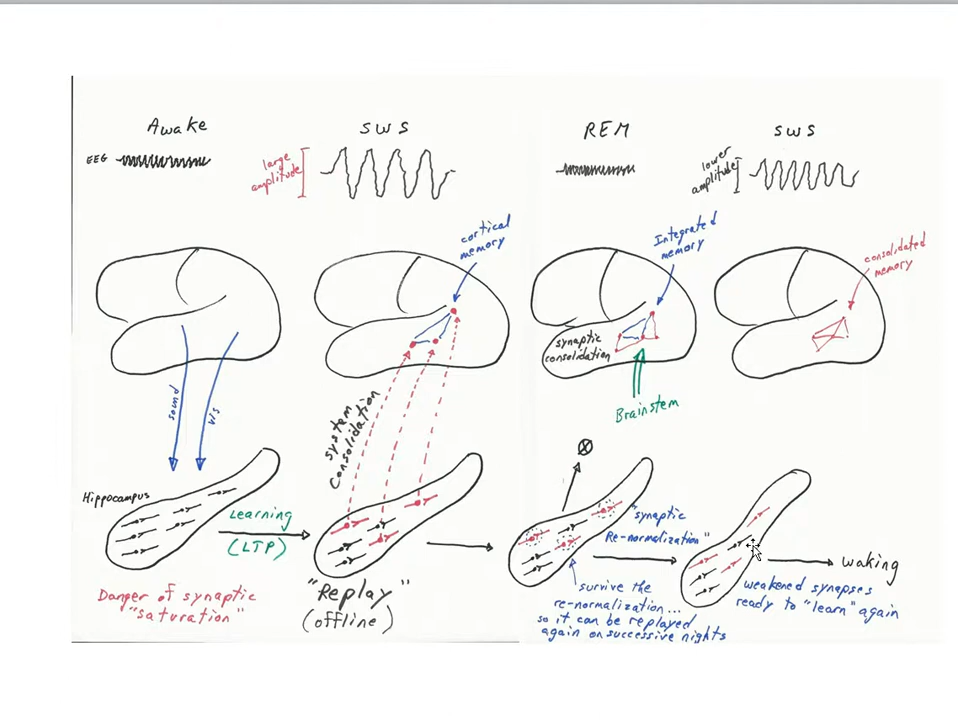 Awake
EEG
sound
vis
Hippocampus
Learning
(LTP)
Danger of synaptic
"saturation"
SWS
large
amplitude
cortical
memory
system
consolidation
"Replay"
(offline)
REM
Integrated
memory
synaptic
consolidation
Brainstem
"synaptic
Re-normalization"
survive the
re-normalization...
so it can be replayed
again on successive nights
SWS
lower
amplitude
consolidated
memory
waking
weakened synapses
ready to "learn" again